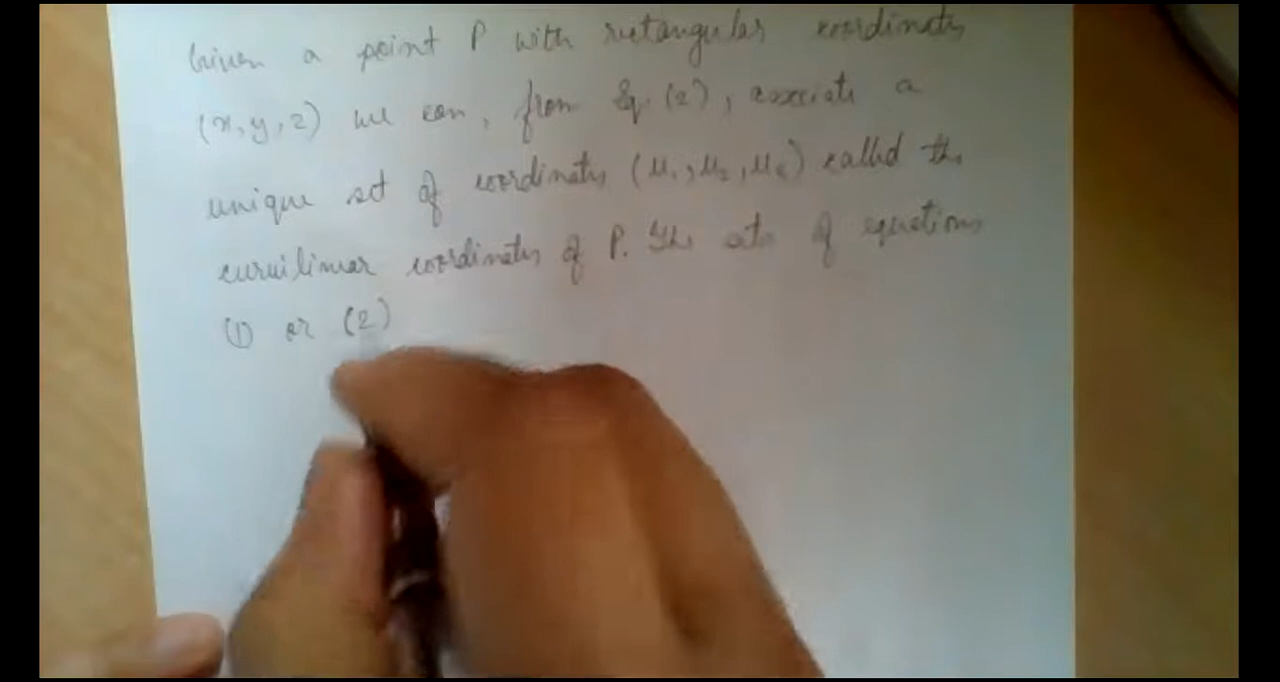 Given a point P with rectangular coordinates
(x, y, z) we can, from Eq. (2), associate a
unique set of coordinates (u₁, u₂, u₃) called the
curvilinear coordinates of P. The sets of equations
(1) or (2)